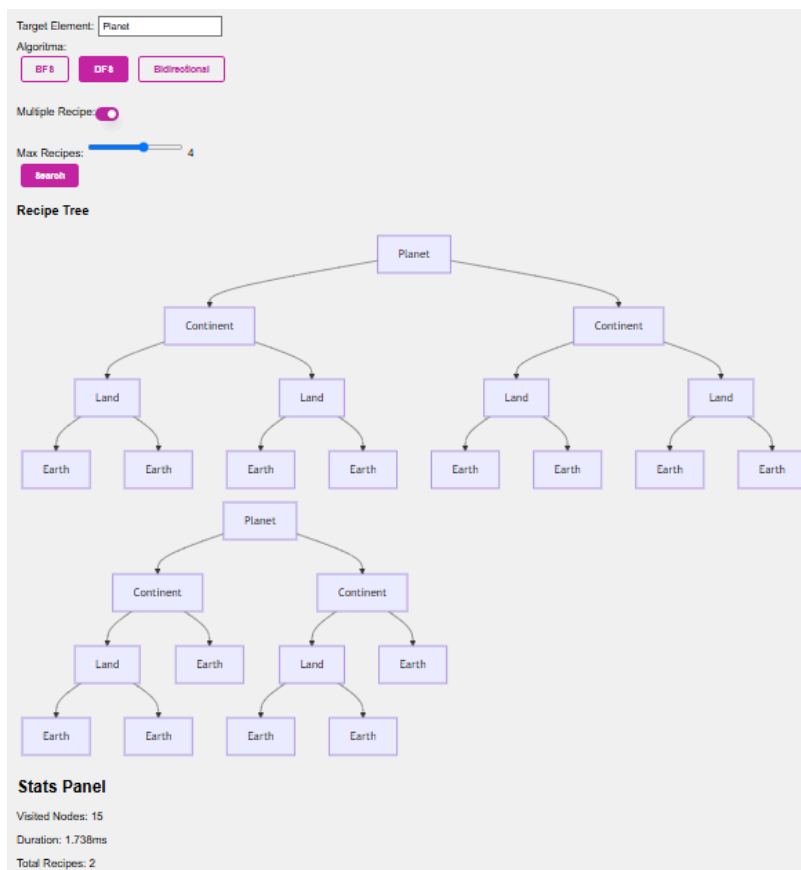 Target Element: Planet
Algoritma:
BFS DFS Bidirectional
Multiple Recipe:
Max Recipes: 4
Search
Recipe Tree
Planet
Continent Continent
Land Land Land Land
Earth Earth Earth Earth Earth Earth Earth Earth
Planet
Continent Continent
Land Earth Land Earth
Earth Earth Earth Earth
Stats Panel
Visited Nodes: 15
Duration: 1.738ms
Total Recipes: 2